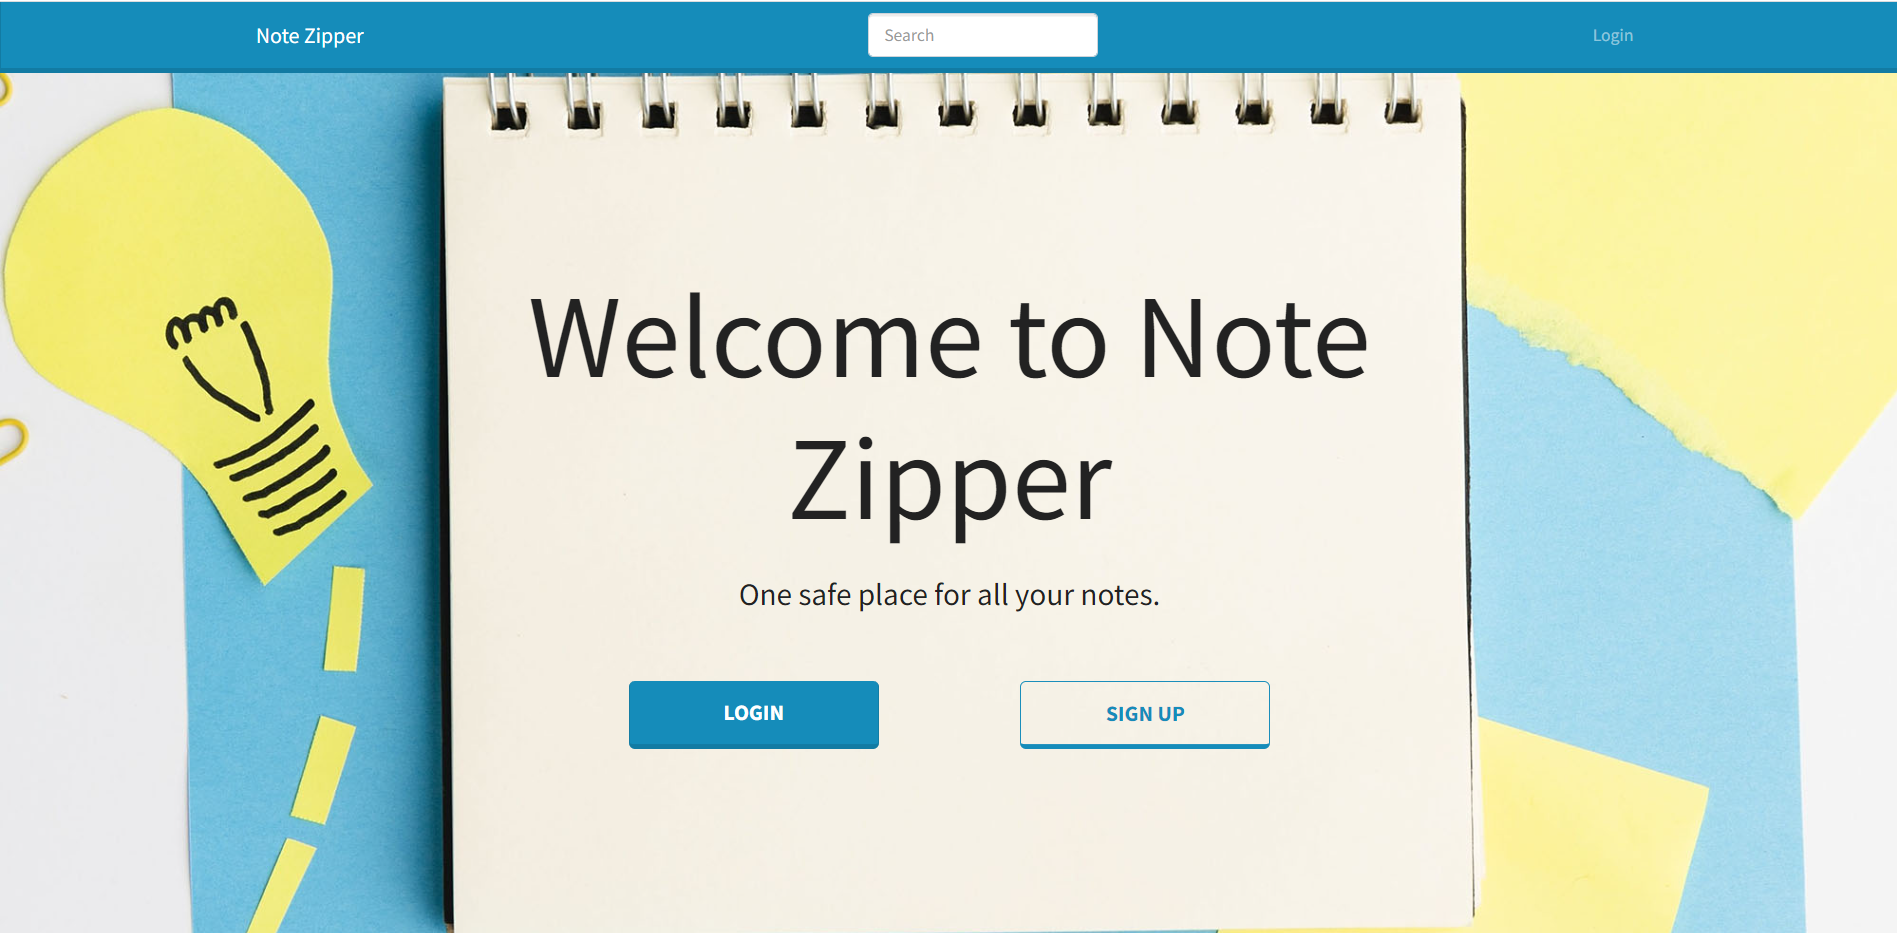 Note Zipper
Search
Login
Welcome to Note
Zipper
One safe place for all your notes.
LOGIN
SIGN UP